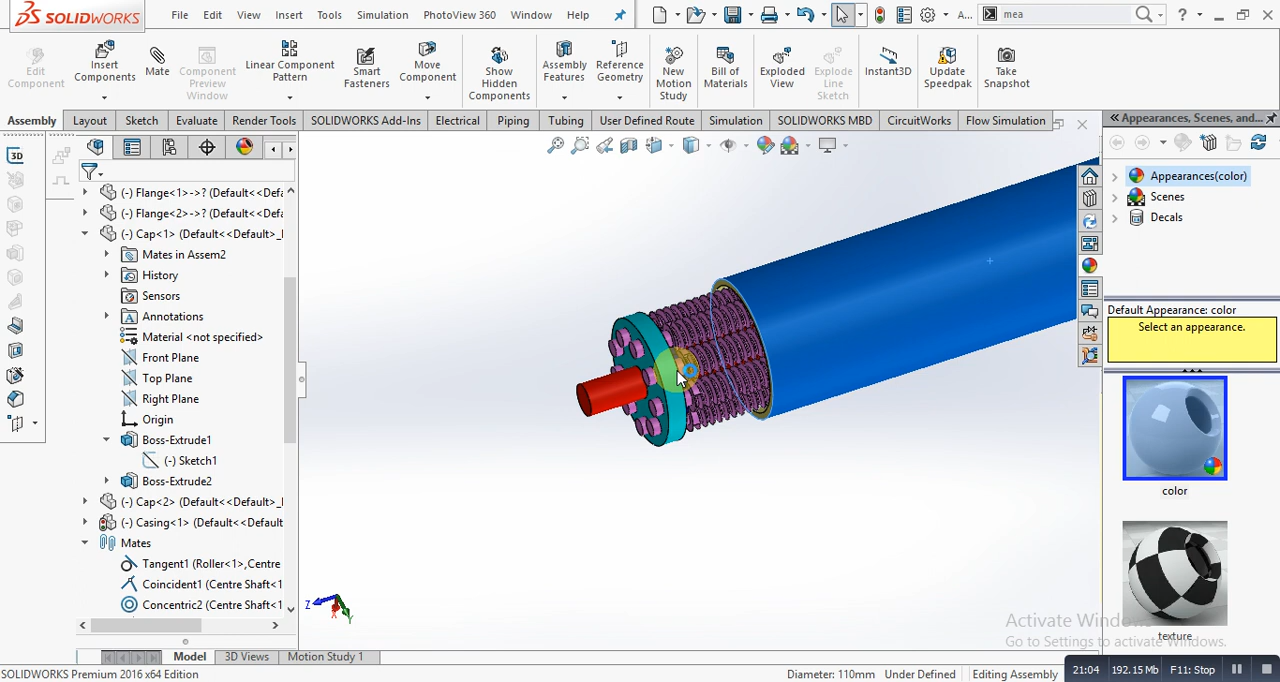 SOLIDWORKS
File Edit View Insert Tools Simulation PhotoView 360 Window Help
A... mea
Edit Component
Insert Components
Mate
Component Preview Window
Linear Component Pattern
Smart Fasteners
Move Component
Show Hidden Components
Assembly Features
Reference Geometry
New Motion Study
Bill of Materials
Exploded View
Explode Line Sketch
Instant3D
Update Speedpak
Take Snapshot
Assembly Layout Sketch Evaluate Render Tools SOLIDWORKS Add-Ins Electrical Piping Tubing User Defined Route Simulation SOLIDWORKS MBD CircuitWorks Flow Simulation
Appearances, Scenes, and...
3D
(-) Flange<1>->? (Default<<Defa
(-) Flange<2>->? (Default<<Defa
(-) Cap<1> (Default<<Default>_
Mates in Assem2
History
Sensors
Annotations
Material <not specified>
Front Plane
Top Plane
Right Plane
Origin
Boss-Extrude1
(-) Sketch1
Boss-Extrude2
(-) Cap<2> (Default<<Default>_
(-) Casing<1> (Default<<Default
Mates
Tangent1 (Roller<1>,Centre
Coincident1 (Centre Shaft<1
Concentric2 (Centre Shaft<1
Appearances(color)
Scenes
Decals
Default Appearance: color
Select an appearance.
color
texture
Z X Y
Activate Windows
Go to Settings to activate Windows.
Model 3D Views Motion Study 1
SOLIDWORKS Premium 2016 x64 Edition
Diameter: 110mm Under Defined Editing Assembly
21:04 192.15 Mb F11: Stop